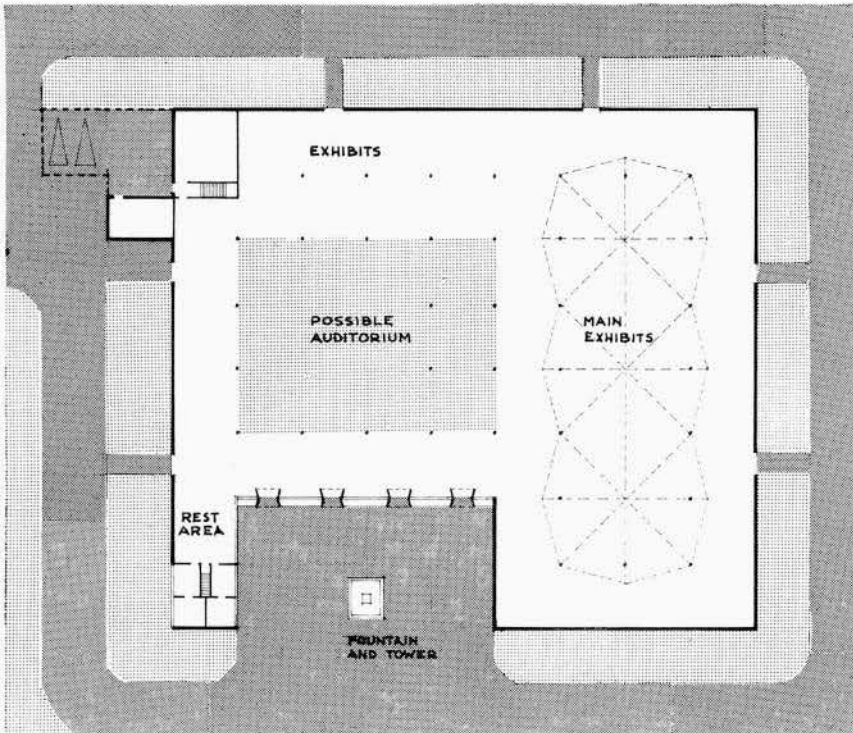 EXHIBITS
POSSIBLE
AUDITORIUM
MAIN
EXHIBITS
REST
AREA
FOUNTAIN
AND TOWER